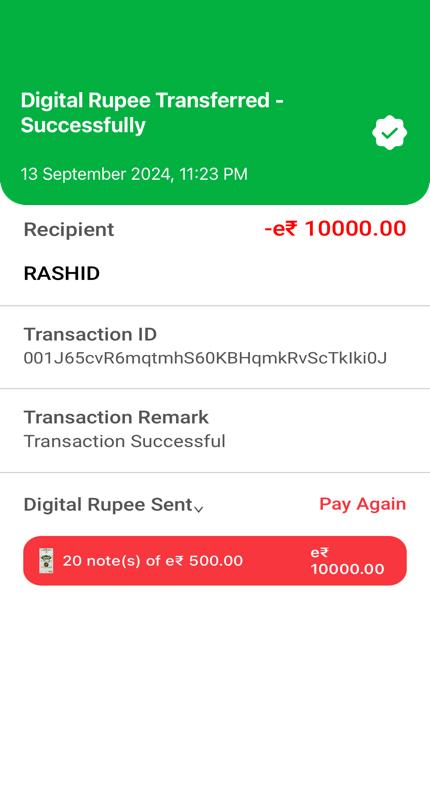 Digital Rupee Transferred -
Successfully
13 September 2024, 11:23 PM
Recipient
-e₹ 10000.00
RASHID
Transaction ID
001J65cvR6mqtmhS60KBHqmkRvScTkIki0J
Transaction Remark
Transaction Successful
Digital Rupee Sent
Pay Again
20 note(s) of e₹ 500.00
e₹
10000.00